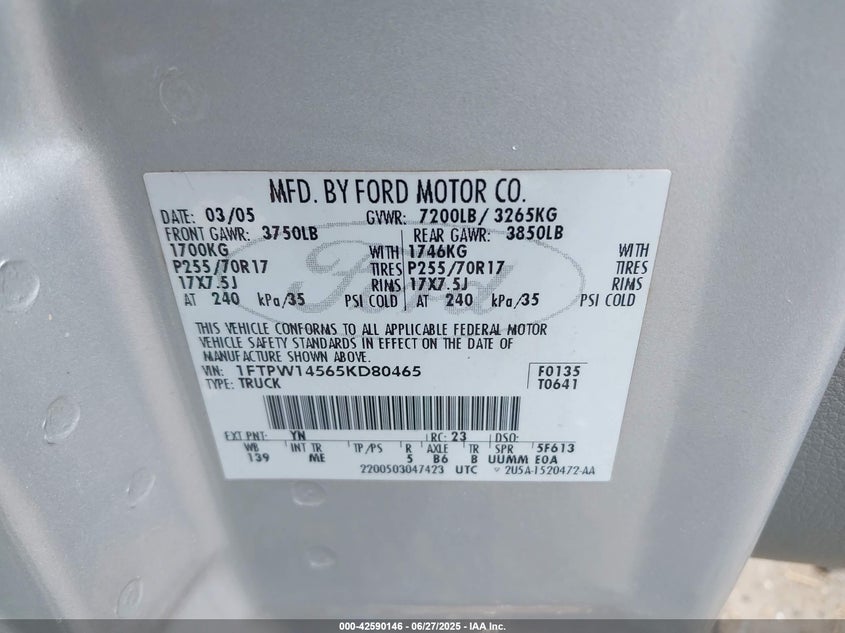 MFD. BY FORD MOTOR CO.
DATE: 03/05 GVWR: 7200LB/ 3265KG
FRONT GAWR: 3750LB REAR GAWR: 3850LB
1700KG WITH 1746KG WITH
P255/70R17 TIRES P255/70R17 TIRES
17X7.5J RIMS 17X7.5J RIMS
AT 240 kPa/35 PSI COLD AT 240 kPa/35 PSI COLD
Ford
THIS VEHICLE CONFORMS TO ALL APPLICABLE FEDERAL MOTOR
VEHICLE SAFETY STANDARDS IN EFFECT ON THE DATE OF
MANUFACTURE SHOWN ABOVE.
VIN: 1FTPW14565KD80465 F0135
TYPE: TRUCK T0641
EXT PNT: YN RC: 23 DSO:
WB INT TR TP/PS R AXLE TR SPR 5F613
139 ME 5 B6 B UUMM E0A
2200503047423 UTC 2U5A-1520472-AA
000-42590146 - 06/27/2025 - IAA Inc.